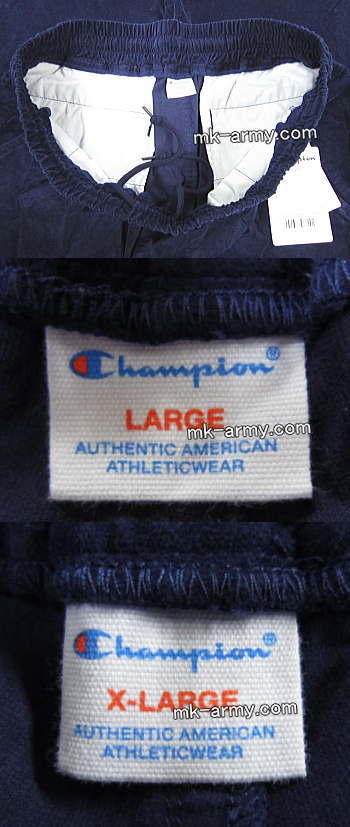 mk-army.com
Champion
Champion®
LARGE
mk-army.com
AUTHENTIC AMERICAN
ATHLETICWEAR
Champion®
X-LARGE
mk-army.com
AUTHENTIC AMERICAN
ATHLETICWEAR